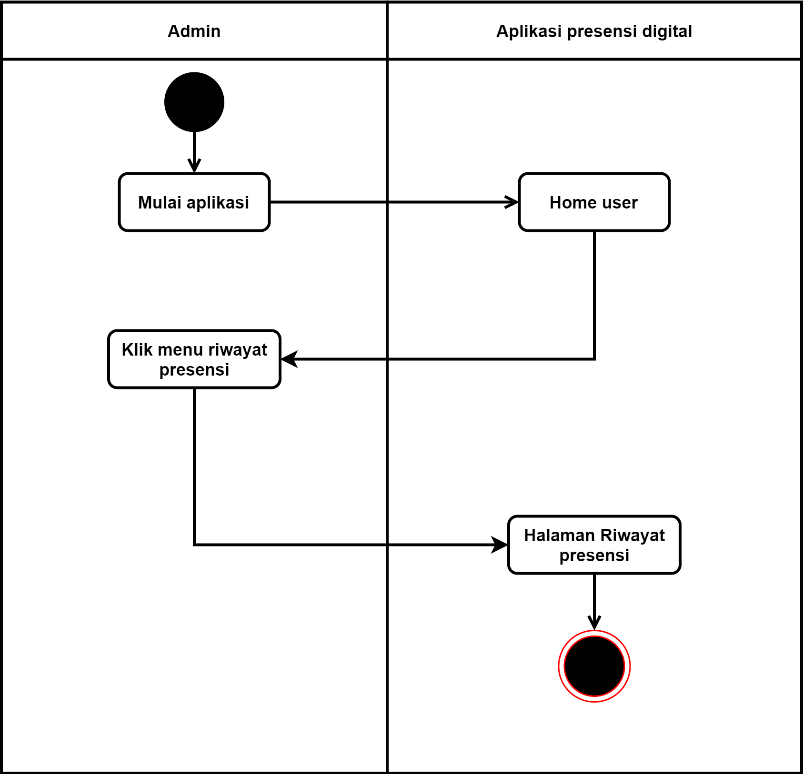 Admin
Aplikasi presensi digital
Mulai aplikasi
Home user
Klik menu riwayat
presensi
Halaman Riwayat
presensi